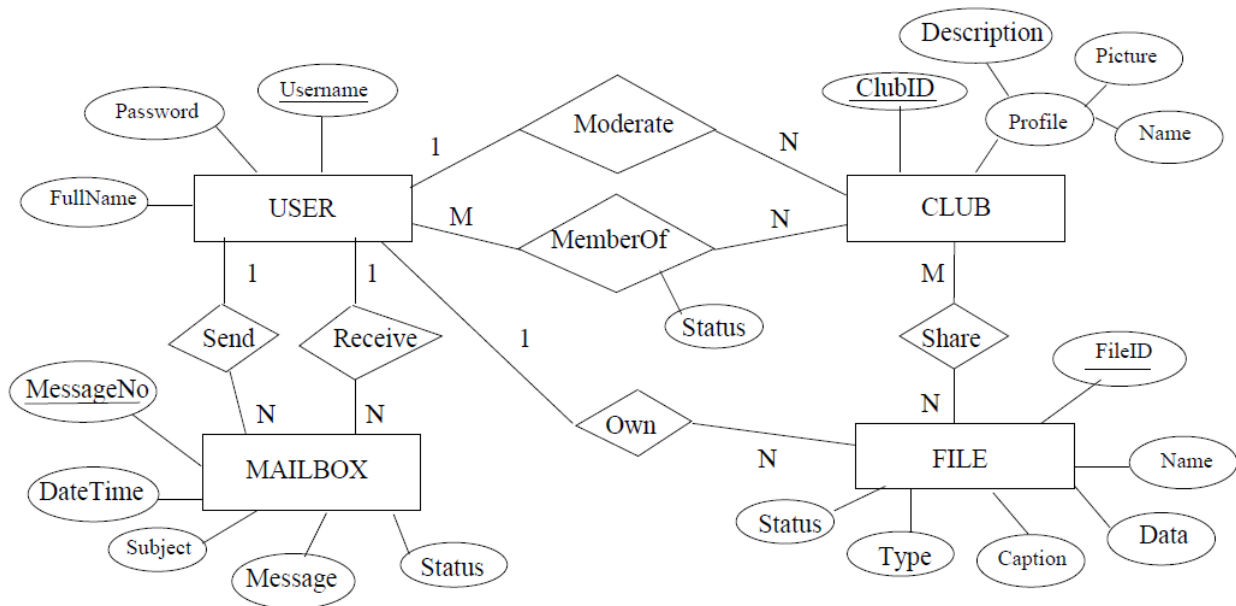 Description
Picture
Username
ClubID
Password
Moderate
Profile
Name
1
N
FullName
USER
CLUB
M
N
MemberOf
1
1
M
Status
Send
Receive
1
Share
FileID
MessageNo
N
N
Own
N
MAILBOX
N
FILE
Name
DateTime
Status
Data
Subject
Type
Caption
Message
Status